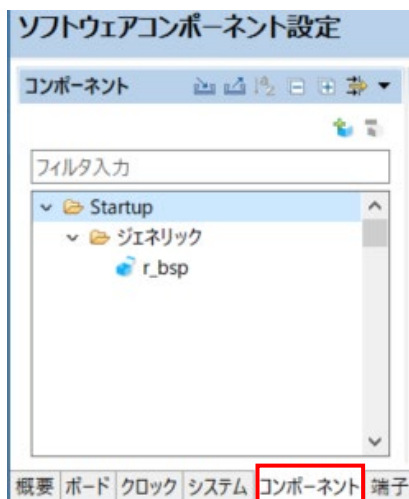 ソフトウェアコンポーネント設定
コンポーネント
フィルタ入力
Startup
ジェネリック
r_bsp
概要 ボード クロック システム コンポーネント 端子